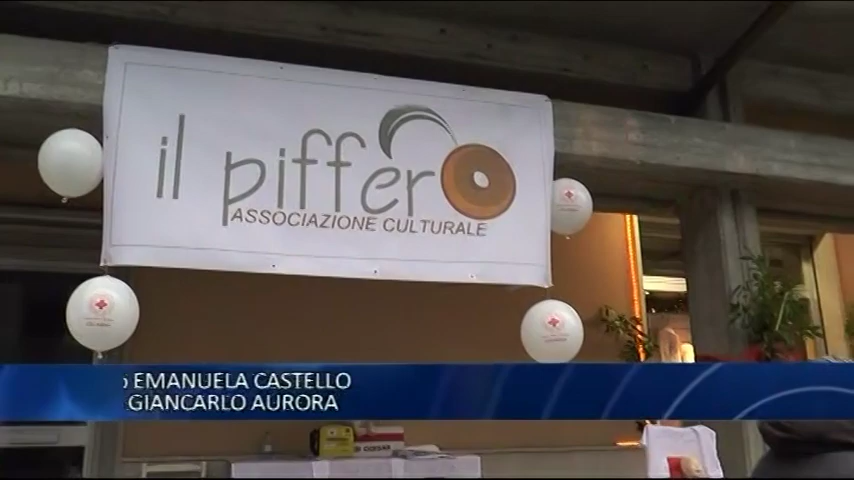 il piffero
ASSOCIAZIONE CULTURALE
EMANUELA CASTELLO
GIANCARLO AURORA